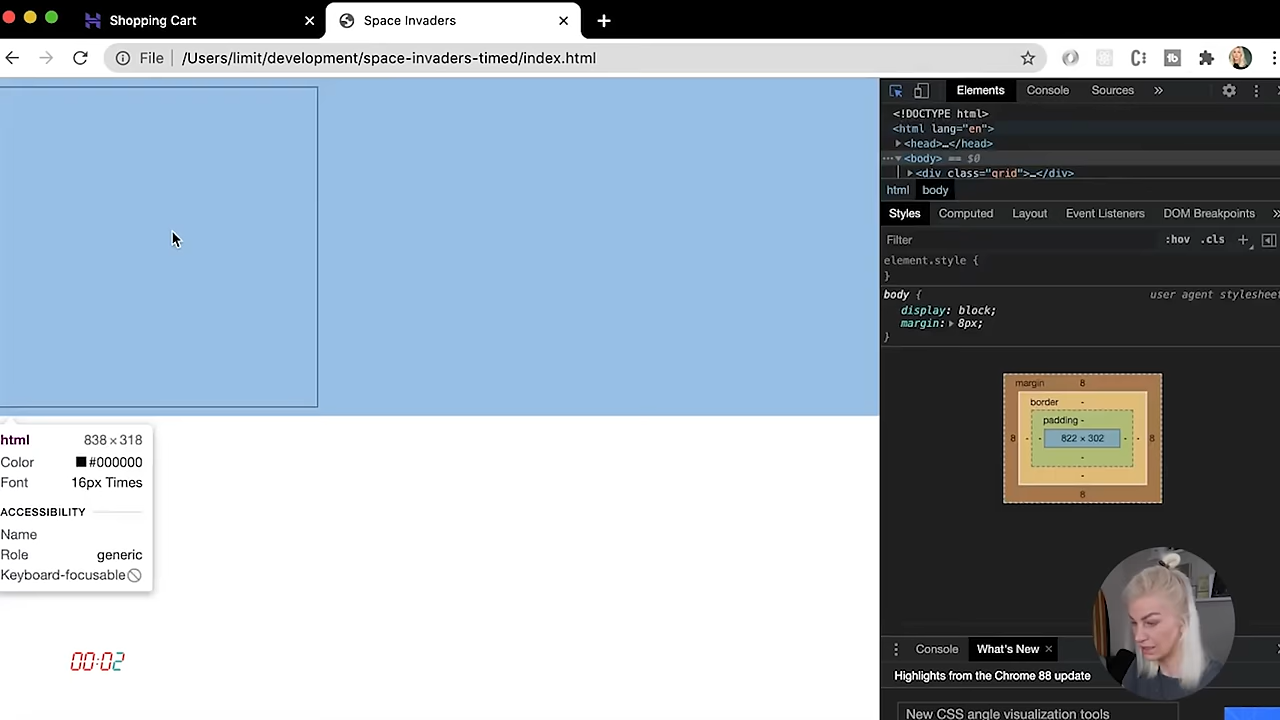 Shopping Cart
Space Invaders
File
/Users/limit/development/space-invaders-timed/index.html
Elements
Console
Sources
<!DOCTYPE html>
<html lang="en">
<head>…</head>
<body> == $0
<div class="grid">…</div>
html
body
Styles
Computed
Layout
Event Listeners
DOM Breakpoints
Filter
:hov
.cls
element.style {
}
body {
user agent stylesheet
display: block;
margin: 8px;
}
margin
8
border
-
padding -
8
-
-
822 × 302
-
-
8
-
-
8
html
838 × 318
Color
#000000
Font
16px Times
ACCESSIBILITY
Name
Role
generic
Keyboard-focusable
00:02
Console
What's New
Highlights from the Chrome 88 update
New CSS angle visualization tools